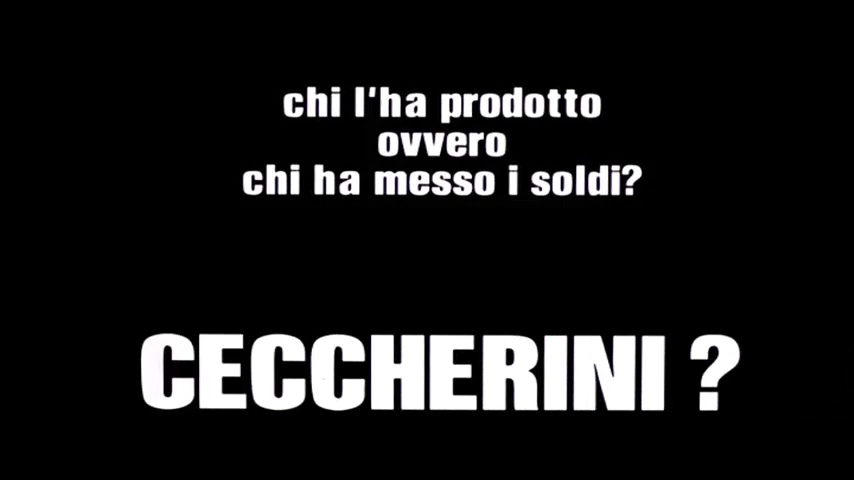 chi l'ha prodotto
ovvero
chi ha messo i soldi?
CECCHERINI ?